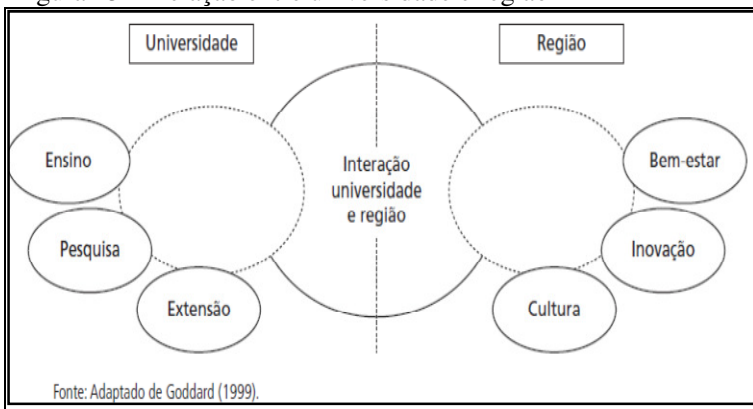 Universidade
Região
Ensino
Pesquisa
Extensão
Interação
universidade
e região
Bem-estar
Inovação
Cultura
Fonte: Adaptado de Goddard (1999).